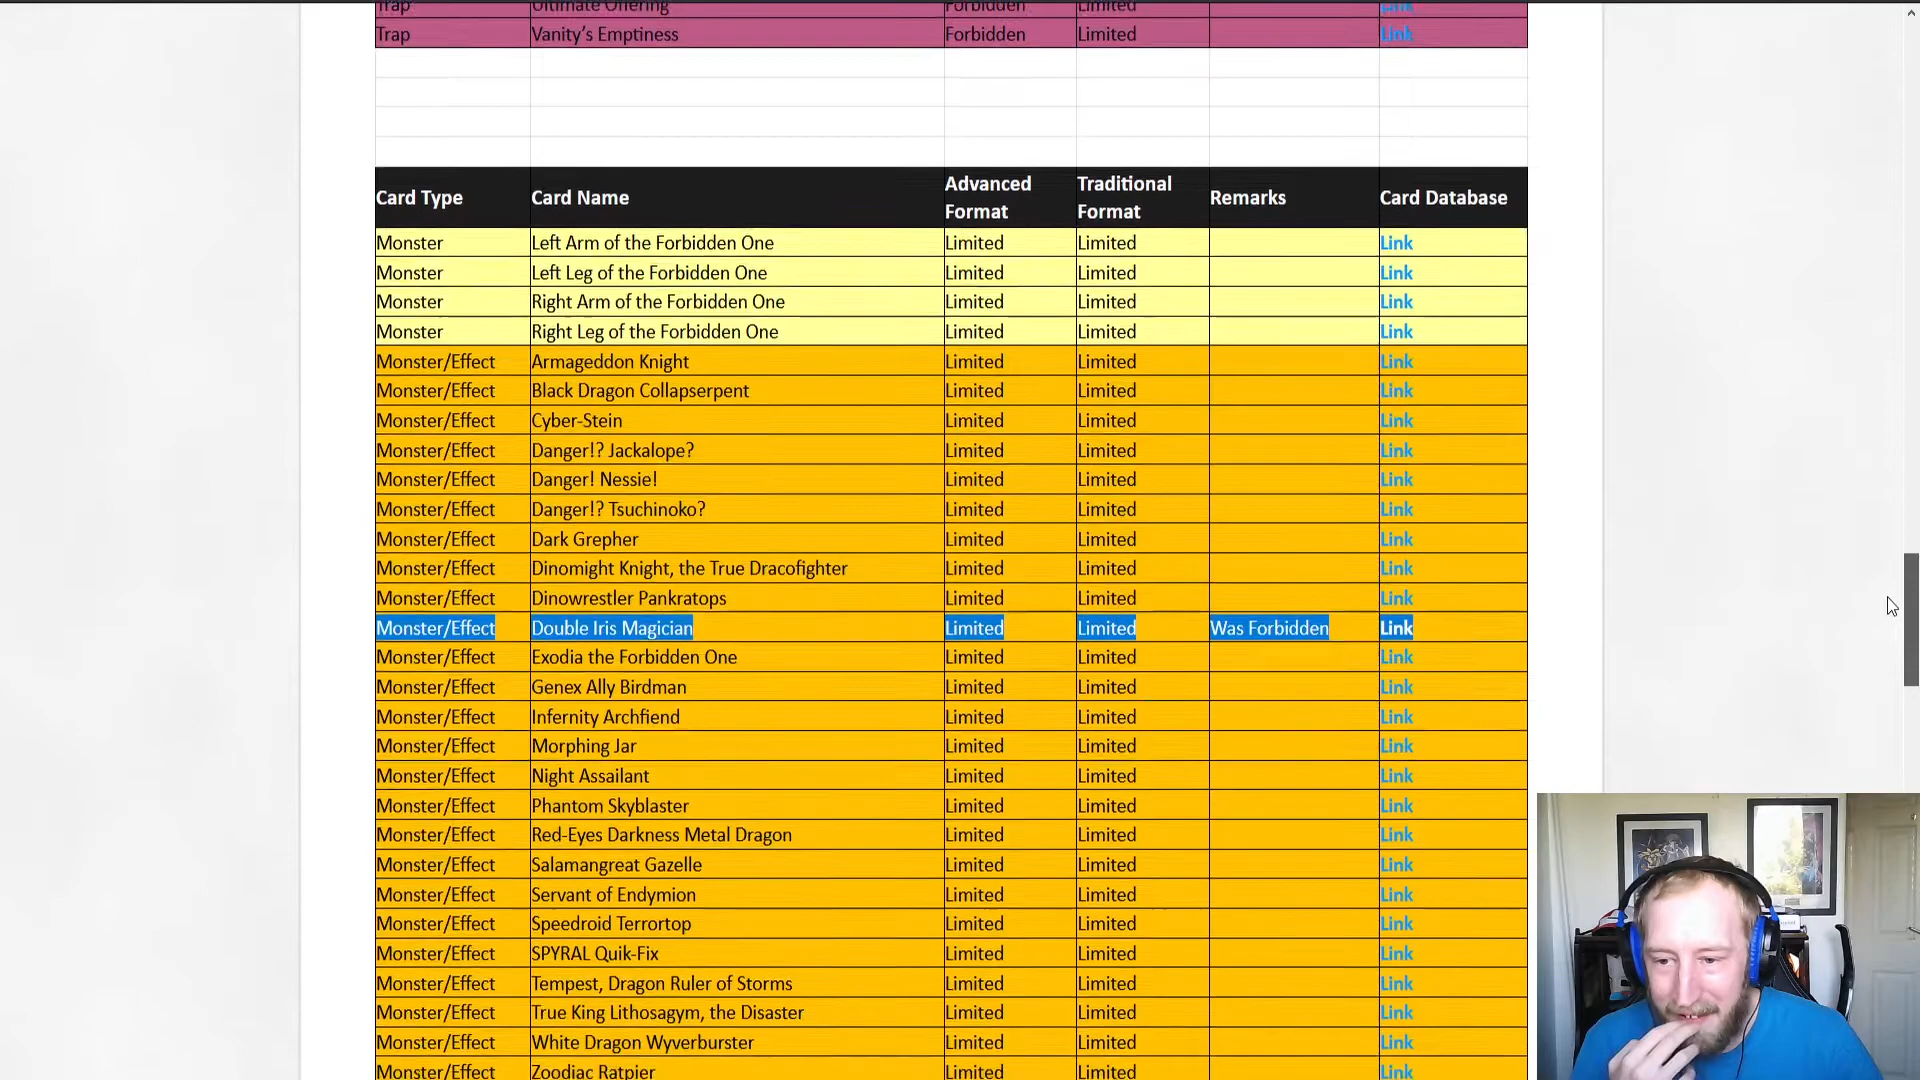 Trap Ultimate Offering Forbidden Limited Link
Trap Vanity’s Emptiness Forbidden Limited Link
Card Type Card Name Advanced Format Traditional Format Remarks Card Database
Monster Left Arm of the Forbidden One Limited Limited Link
Monster Left Leg of the Forbidden One Limited Limited Link
Monster Right Arm of the Forbidden One Limited Limited Link
Monster Right Leg of the Forbidden One Limited Limited Link
Monster/Effect Armageddon Knight Limited Limited Link
Monster/Effect Black Dragon Collapserpent Limited Limited Link
Monster/Effect Cyber-Stein Limited Limited Link
Monster/Effect Danger!? Jackalope? Limited Limited Link
Monster/Effect Danger! Nessie! Limited Limited Link
Monster/Effect Danger!? Tsuchinoko? Limited Limited Link
Monster/Effect Dark Grepher Limited Limited Link
Monster/Effect Dinomight Knight, the True Dracofighter Limited Limited Link
Monster/Effect Dinowrestler Pankratops Limited Limited Link
Monster/Effect Double Iris Magician Limited Limited Was Forbidden Link
Monster/Effect Exodia the Forbidden One Limited Limited Link
Monster/Effect Genex Ally Birdman Limited Limited Link
Monster/Effect Infernity Archfiend Limited Limited Link
Monster/Effect Morphing Jar Limited Limited Link
Monster/Effect Night Assailant Limited Limited Link
Monster/Effect Phantom Skyblaster Limited Limited Link
Monster/Effect Red-Eyes Darkness Metal Dragon Limited Limited Link
Monster/Effect Salamangreat Gazelle Limited Limited Link
Monster/Effect Servant of Endymion Limited Limited Link
Monster/Effect Speedroid Terrortop Limited Limited Link
Monster/Effect SPYRAL Quik-Fix Limited Limited Link
Monster/Effect Tempest, Dragon Ruler of Storms Limited Limited Link
Monster/Effect True King Lithosagym, the Disaster Limited Limited Link
Monster/Effect White Dragon Wyverburster Limited Limited Link
Monster/Effect Zoodiac Ratpier Limited Limited Link